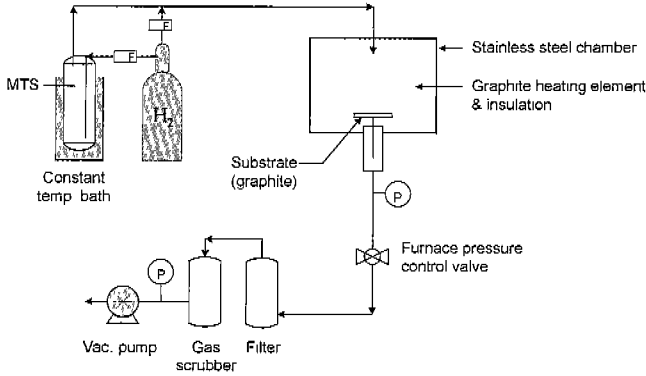 F
F
MTS
H2
Constant
temp bath
Stainless steel chamber
Graphite heating element
& insulation
Substrate
(graphite)
P
Furnace pressure
control valve
P
Vac. pump
Gas
scrubber
Filter